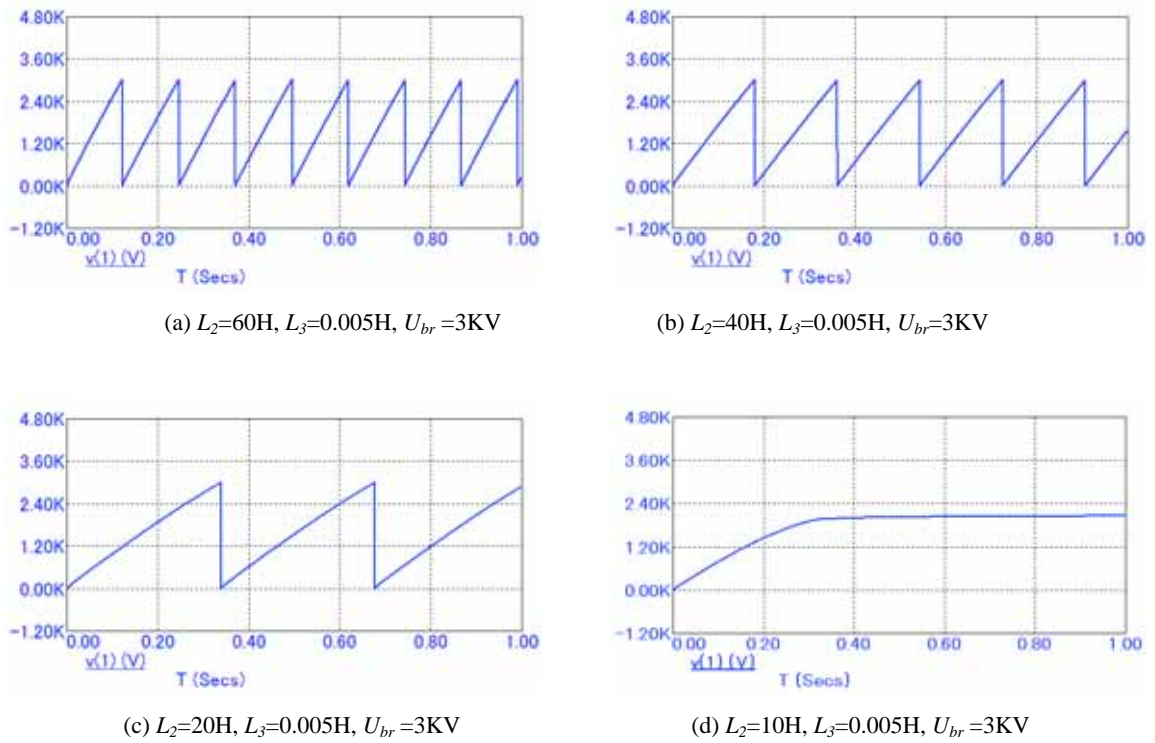 4.80K
3.60K
2.40K
1.20K
0.00K
-1.20K
0.00 0.20 0.40 0.60 0.80 1.00
v(1) (V)
T (Secs)
(a) L2=60H, L3=0.005H, Ubr =3KV
4.80K
3.60K
2.40K
1.20K
0.00K
-1.20K
0.00 0.20 0.40 0.60 0.80 1.00
v(1) (V)
T (Secs)
(b) L2=40H, L3=0.005H, Ubr=3KV
4.80K
3.60K
2.40K
1.20K
0.00K
-1.20K
0.00 0.20 0.40 0.60 0.80 1.00
v(1) (V)
T (Secs)
(c) L2=20H, L3=0.005H, Ubr =3KV
4.80K
3.60K
2.40K
1.20K
0.00K
-1.20K
0.00 0.20 0.40 0.60 0.80 1.00
v(1) (V)
T (Secs)
(d) L2=10H, L3=0.005H, Ubr =3KV